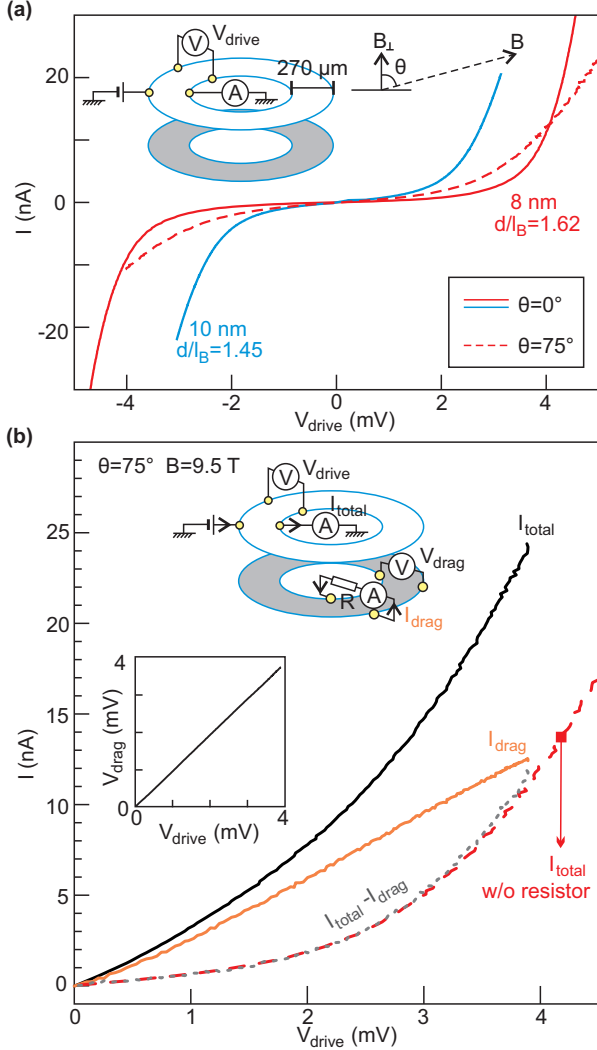 (a)
V_drive
V
270 µm
B_⊥
B
θ
A
20
0
-20
I (nA)
8 nm
d/l_B=1.62
10 nm
d/l_B=1.45
θ=0°
θ=75°
-4
-2
0
2
4
V_drive (mV)
(b)
θ=75° B=9.5 T
V
V_drive
I_total
A
V
V_drag
A
R
I_drag
I_total
30
25
20
15
10
5
0
I (nA)
4
0
V_drag (mV)
0
4
V_drive (mV)
I_drag
I_total-I_drag
I_total
w/o resistor
0
1
2
3
4
V_drive (mV)